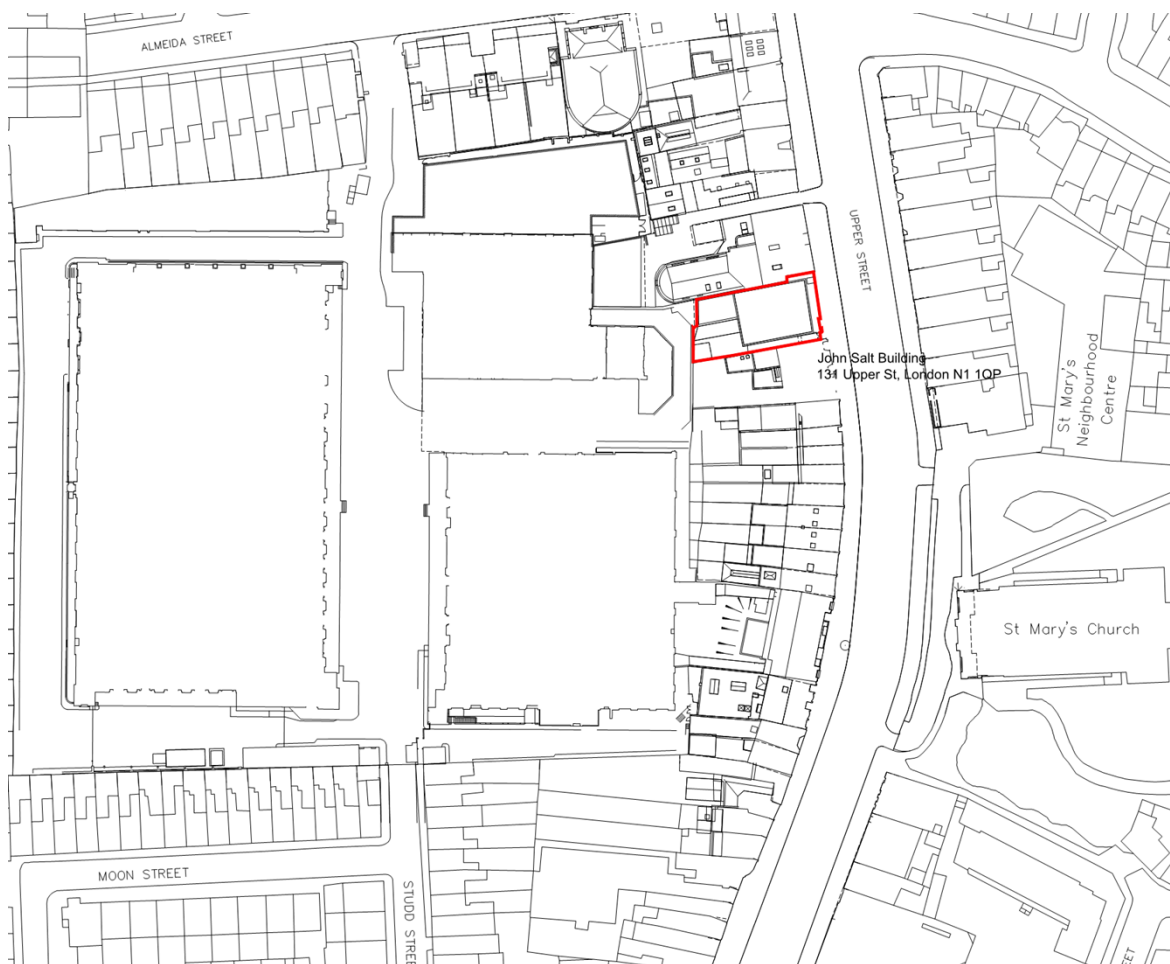 ALMEIDA STREET
UPPER STREET
John Salt Building
131 Upper St, London N1 1QP
St Mary's
Neighbourhood
Centre
St Mary's Church
MOON STREET
STUDD STREET